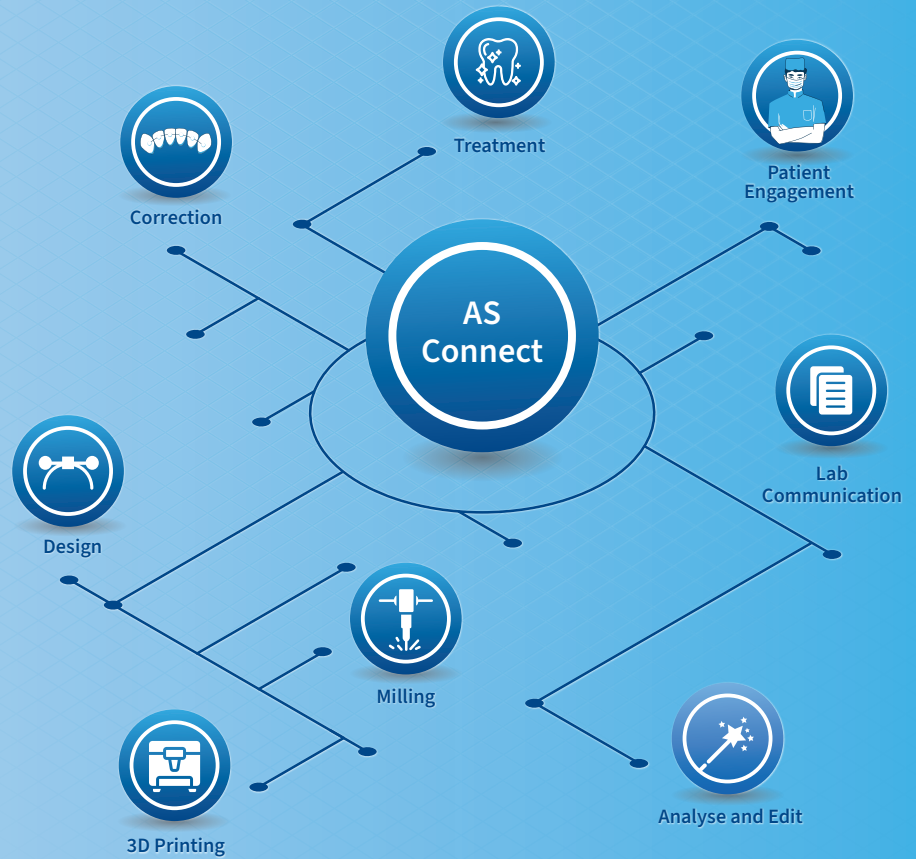 Treatment
Patient
Engagement
Correction
AS
Connect
Lab
Communication
Design
Milling
Analyse and Edit
3D Printing